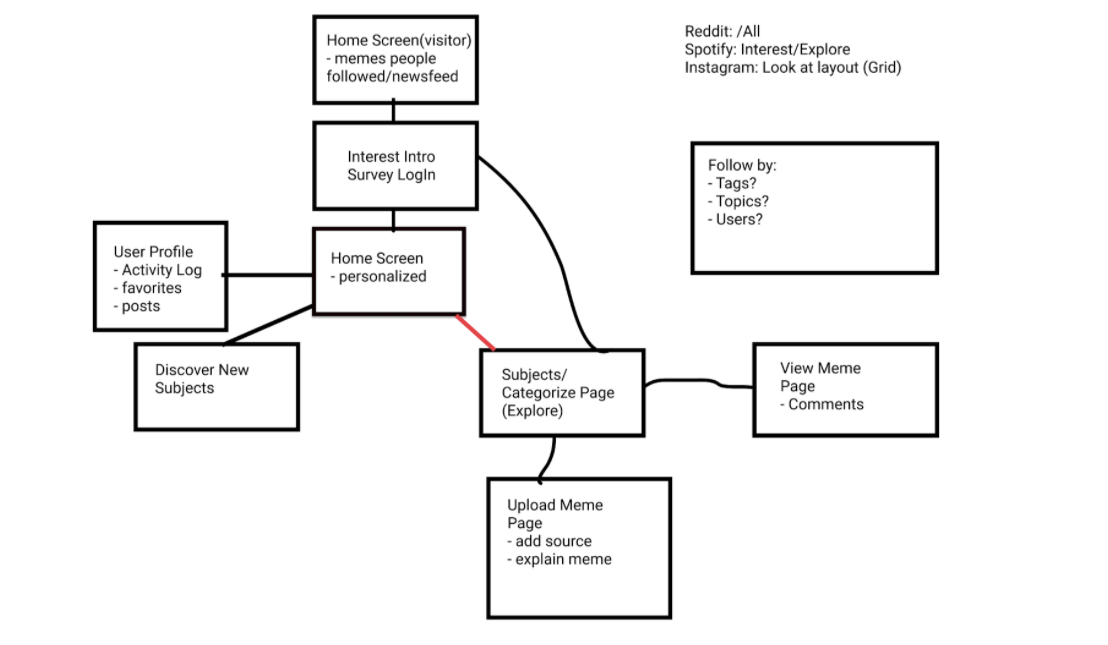 Home Screen(visitor)
- memes people
followed/newsfeed
Reddit: /All
Spotify: Interest/Explore
Instagram: Look at layout (Grid)
Interest Intro
Survey LogIn
Follow by:
- Tags?
- Topics?
- Users?
User Profile
- Activity Log
- favorites
- posts
Home Screen
- personalized
Discover New
Subjects
Subjects/
Categorize Page
(Explore)
View Meme
Page
- Comments
Upload Meme
Page
- add source
- explain meme